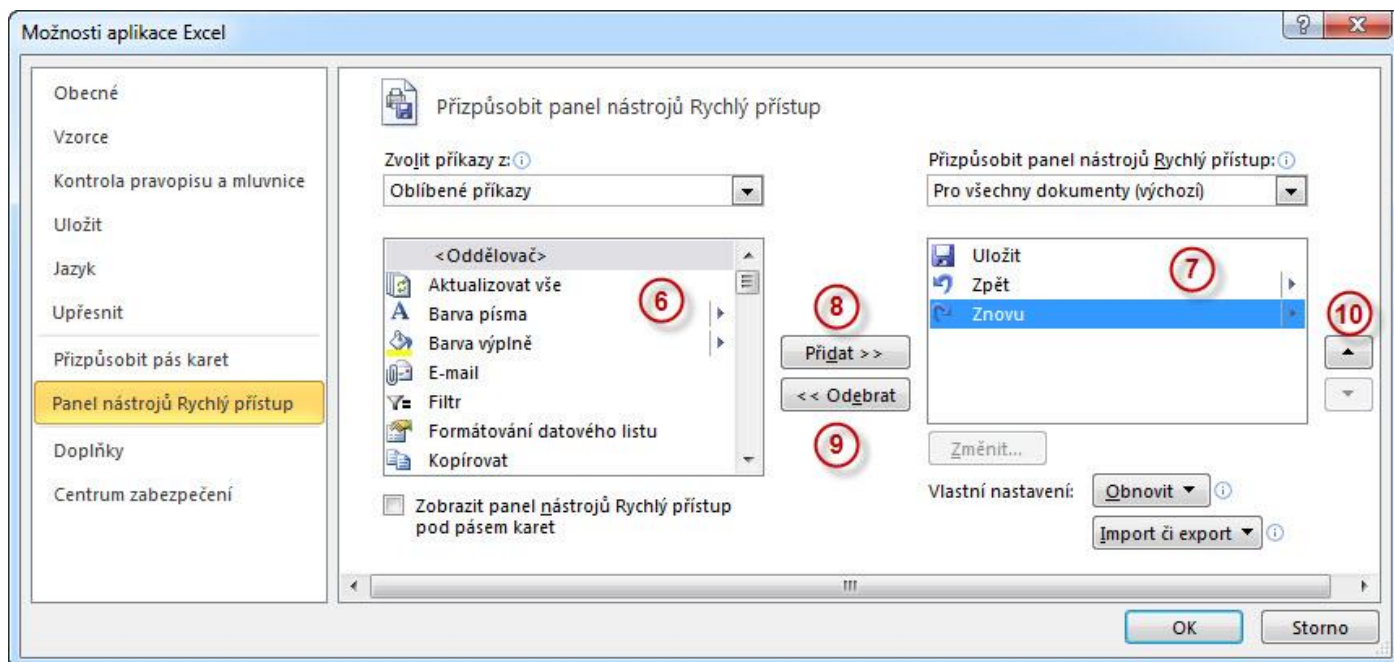 Možnosti aplikace Excel
Obecné
Vzorce
Kontrola pravopisu a mluvnice
Uložit
Jazyk
Upřesnit
Přizpůsobit pás karet
Panel nástrojů Rychlý přístup
Doplňky
Centrum zabezpečení
Přizpůsobit panel nástrojů Rychlý přístup
Zvolit příkazy z:
Oblíbené příkazy
<Oddělovač>
Aktualizovat vše
Barva písma
Barva výplně
E-mail
Filtr
Formátování datového listu
Kopírovat
6
Zobrazit panel nástrojů Rychlý přístup
pod pásem karet
8
Přidat >>
<< Odebrat
9
Přizpůsobit panel nástrojů Rychlý přístup:
Pro všechny dokumenty (výchozí)
Uložit
Zpět
Znovu
7
10
Změnit...
Vlastní nastavení:
Obnovit
Import či export
OK
Storno